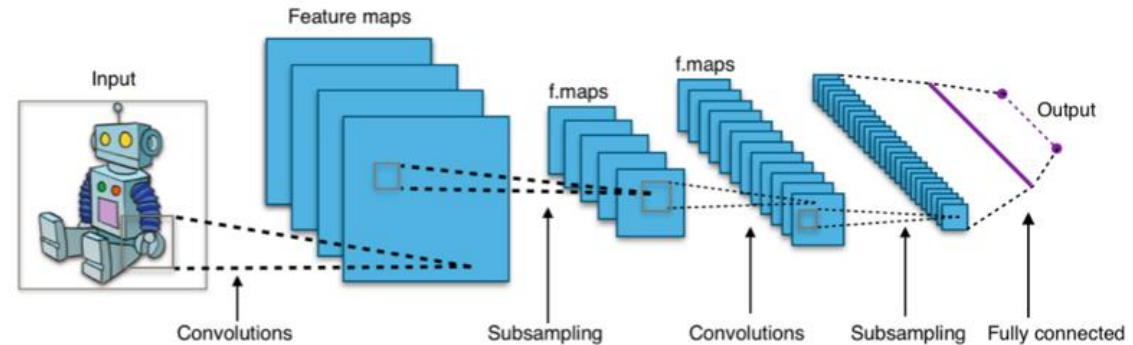 Feature maps
Input
f.maps
f.maps
Output
Convolutions
Subsampling
Convolutions
Subsampling
Fully connected